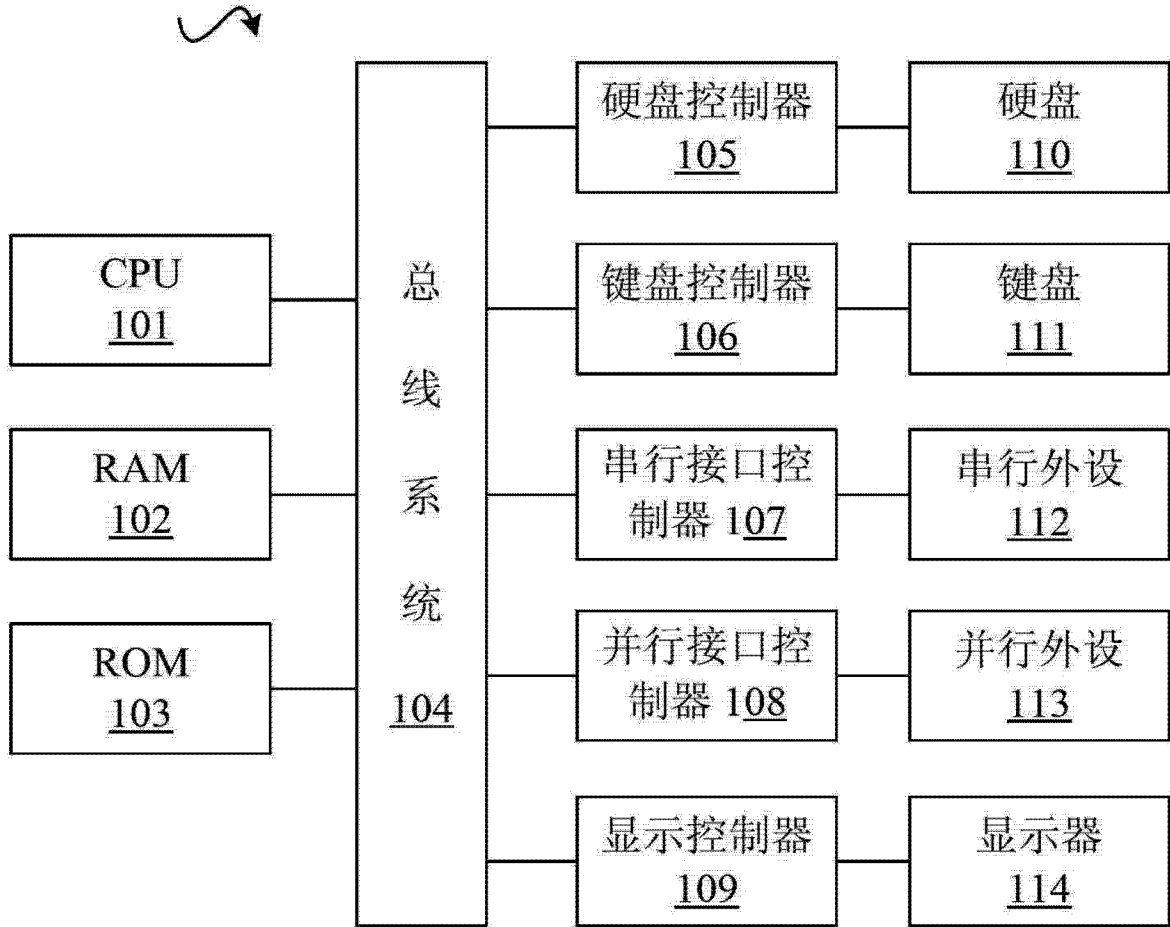 CPU
101
RAM
102
ROM
103
总
线
系
统
104
硬盘控制器
105
键盘控制器
106
串行接口控
制器 107
并行接口控
制器 108
显示控制器
109
硬盘
110
键盘
111
串行外设
112
并行外设
113
显示器
114